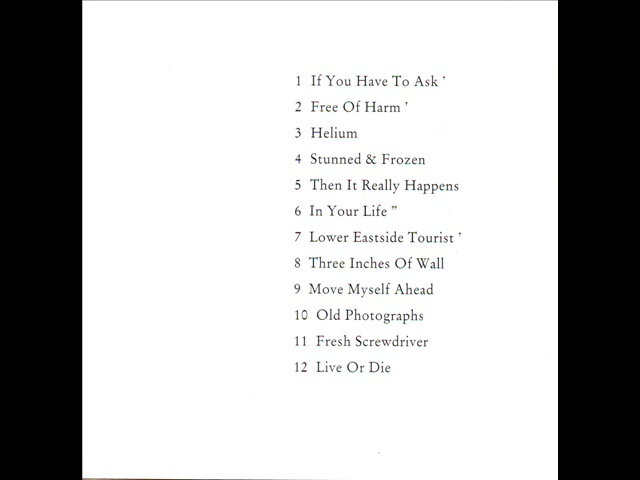 1 If You Have To Ask '
2 Free Of Harm '
3 Helium
4 Stunned & Frozen
5 Then It Really Happens
6 In Your Life "
7 Lower Eastside Tourist '
8 Three Inches Of Wall
9 Move Myself Ahead
10 Old Photographs
11 Fresh Screwdriver
12 Live Or Die